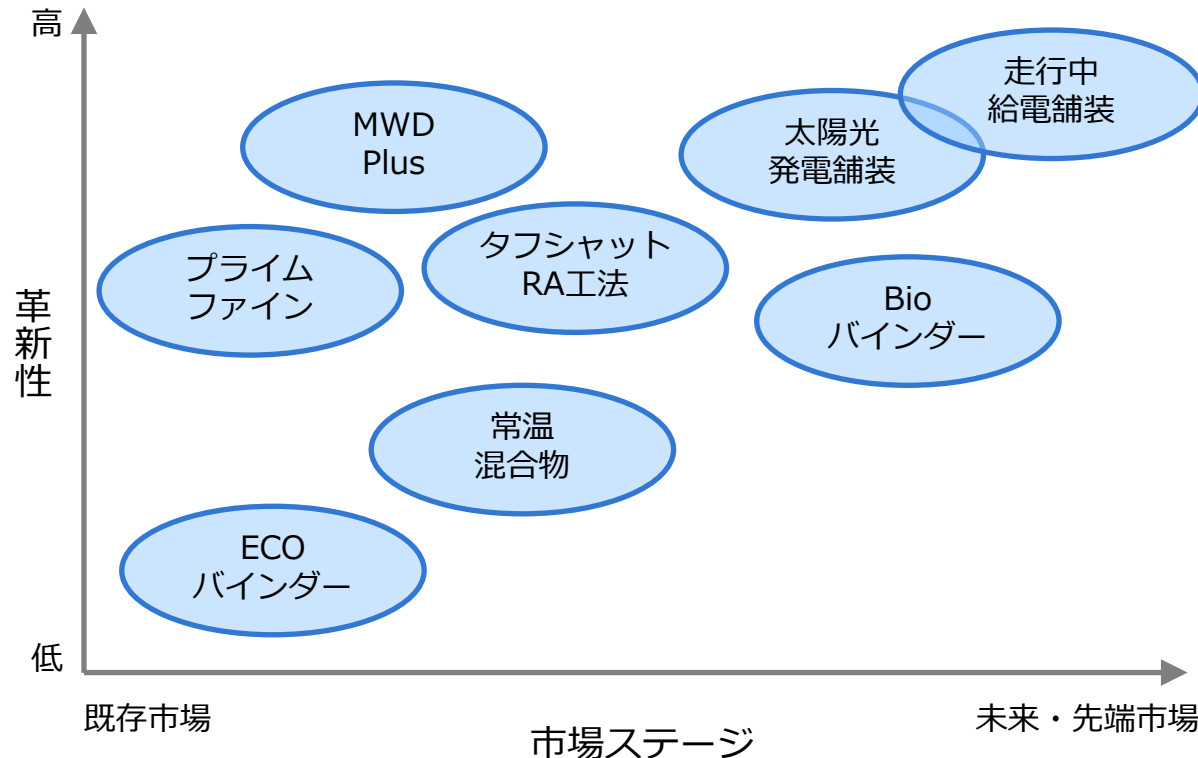 高
走行中
給電舗装
MWD
Plus
太陽光
発電舗装
タフシャット
RA工法
プライム
ファイン
Bio
バインダー
革新性
常温
混合物
ECO
バインダー
低
既存市場
未来・先端市場
市場ステージ